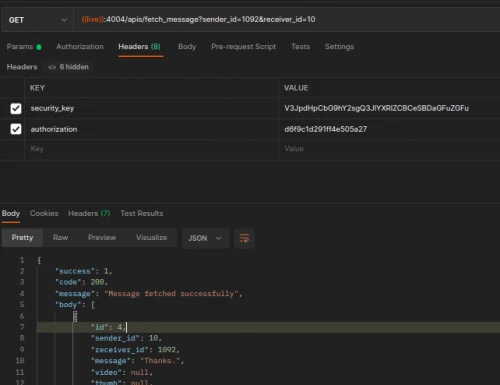 GET {{live}}:4004/apis/fetch_message?sender_id=1092&receiver_id=10
Params Authorization Headers (8) Body Pre-request Script Tests Settings
Headers 6 hidden
KEY VALUE
security_key V3JpdHpCbG9hY2sgQ3JlYXRlZCBCeSBDaGFuZGFu
authorization d6f9c1d291ff4e505a27
Key Value
Body Cookies Headers (7) Test Results
Pretty Raw Preview Visualize JSON
1 {
2 "success": 1,
3 "code": 200,
4 "message": "Message fetched successfully",
5 "body": [
6 {
7 "id": 4,
8 "sender_id": 10,
9 "receiver_id": 1092,
10 "message": "Thanks.",
11 "video": null,
12 "thumb": null,